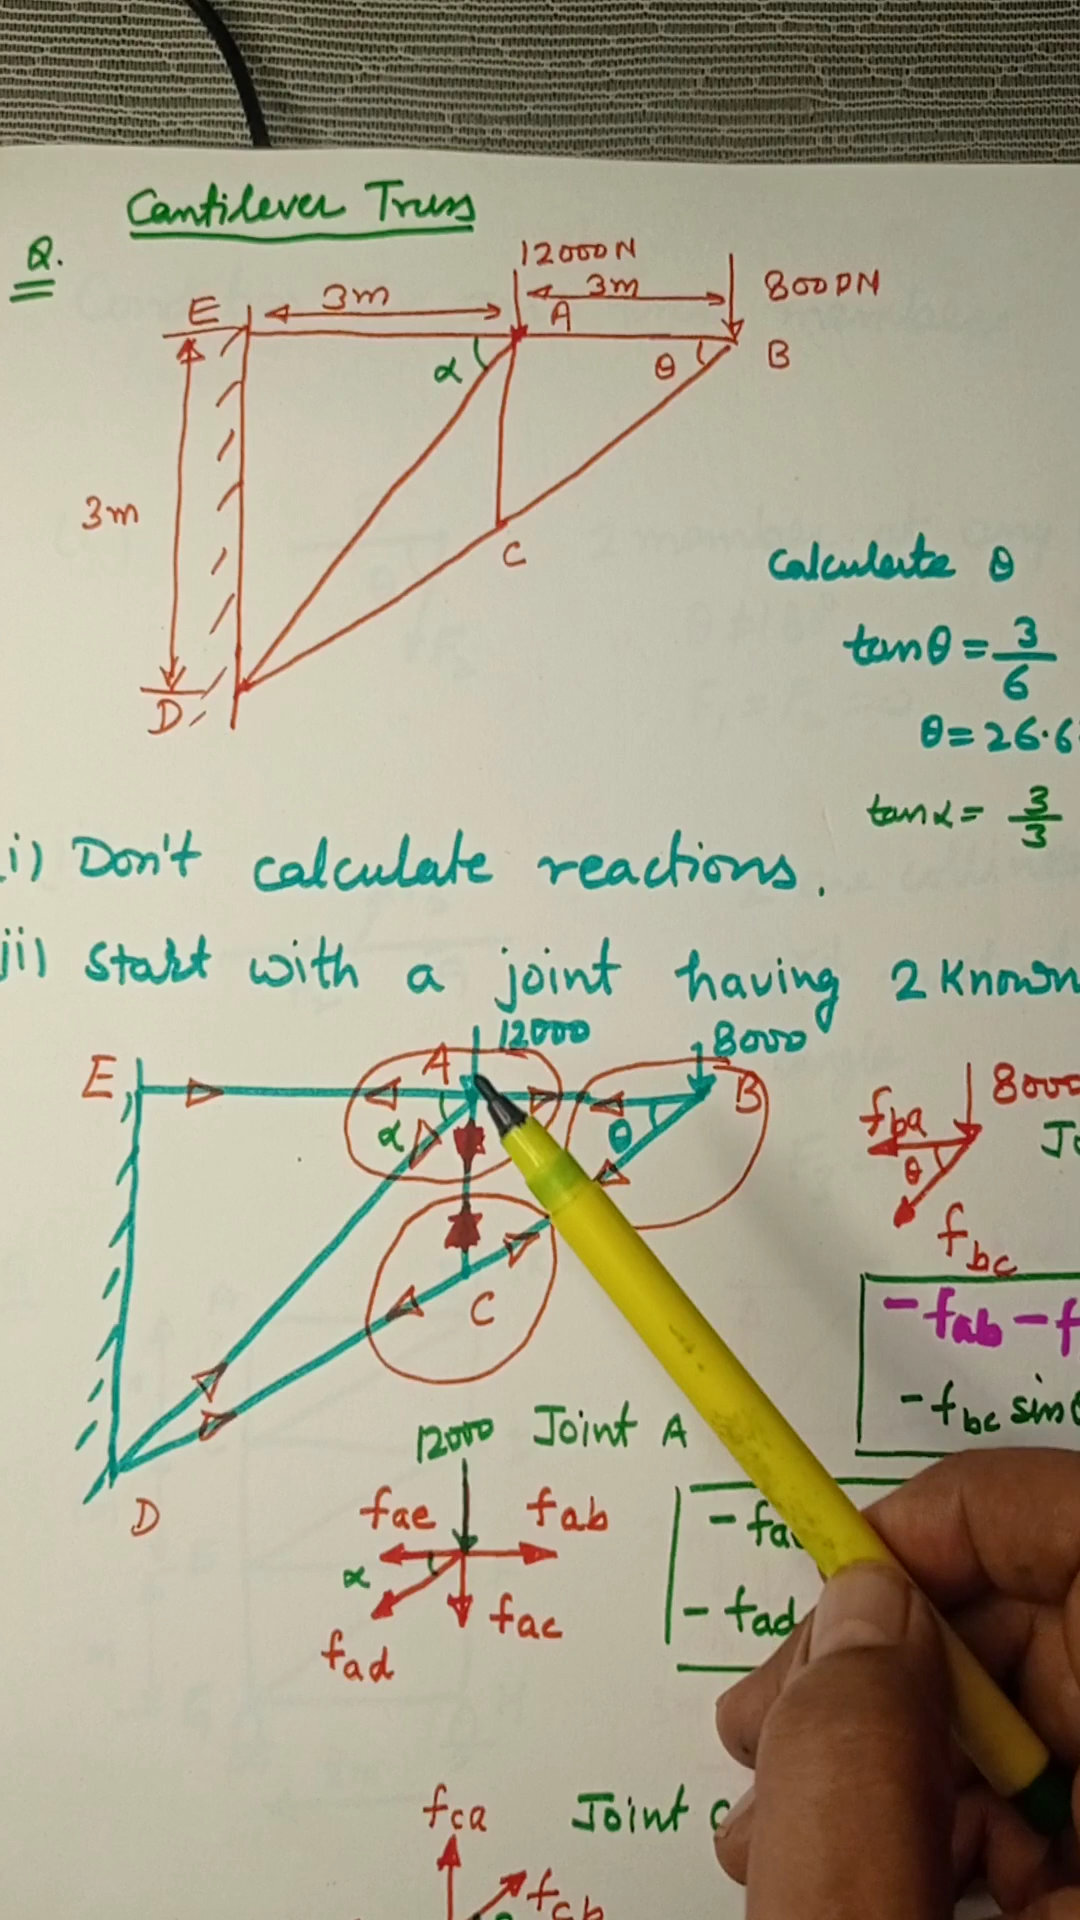 Cantilever Truss
Q.
12000N
3m
3m
8000N
E
A
α
θ
B
3m
C
D
Calculate θ
tanθ = 3/6
θ = 26.6
tanα = 3/3
i) Don't calculate reactions.
ii) Start with a joint having 2 known
12000
8000
E
A
B
α
θ
C
D
8000
fba
θ
fbc
-fab -f
-fbc sinθ
12000 Joint A
fae
fab
α
fac
fad
-fa
-fad
fca Joint C
fcb